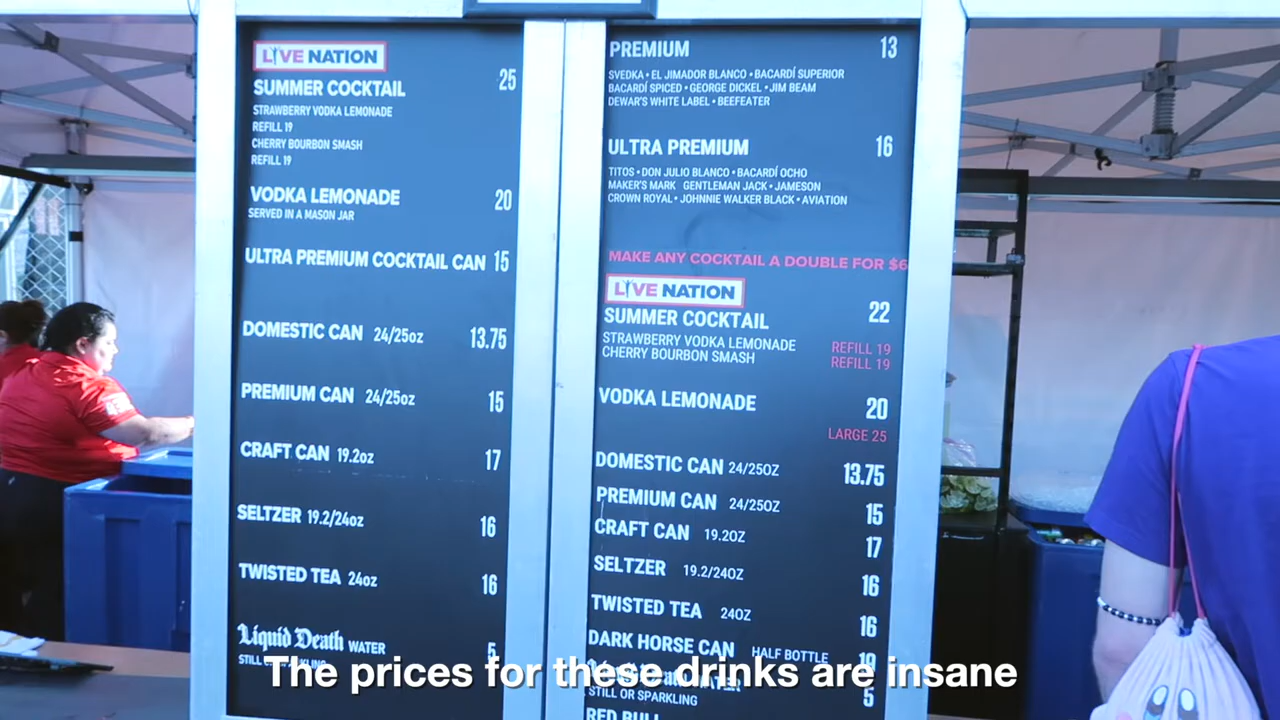 LIVE NATION
SUMMER COCKTAIL 25
STRAWBERRY VODKA LEMONADE
REFILL 19
CHERRY BOURBON SMASH
REFILL 19
VODKA LEMONADE 20
SERVED IN A MASON JAR
ULTRA PREMIUM COCKTAIL CAN 15
DOMESTIC CAN 24/25oz 13.75
PREMIUM CAN 24/25oz 15
CRAFT CAN 19.2oz 17
SELTZER 19.2/24oz 16
TWISTED TEA 24oz 16
Liquid Death WATER 5
STILL
PREMIUM 13
SVEDKA • EL JIMADOR BLANCO • BACARDÍ SUPERIOR
BACARDÍ SPICED • GEORGE DICKEL • JIM BEAM
DEWAR'S WHITE LABEL • BEEFEATER
ULTRA PREMIUM 16
TITOS • DON JULIO BLANCO • BACARDÍ OCHO
MAKER'S MARK GENTLEMAN JACK • JAMESON
CROWN ROYAL • JOHNNIE WALKER BLACK • AVIATION
MAKE ANY COCKTAIL A DOUBLE FOR $6
LIVE NATION
SUMMER COCKTAIL 22
STRAWBERRY VODKA LEMONADE REFILL 19
CHERRY BOURBON SMASH REFILL 19
VODKA LEMONADE 20
LARGE 25
DOMESTIC CAN 24/25OZ 13.75
PREMIUM CAN 24/25OZ 15
CRAFT CAN 19.2OZ 17
SELTZER 19.2/24OZ 16
TWISTED TEA 24OZ 16
DARK HORSE CAN HALF BOTTLE
5
STILL OR SPARKLING
RED BULL
The prices for these drinks are insane